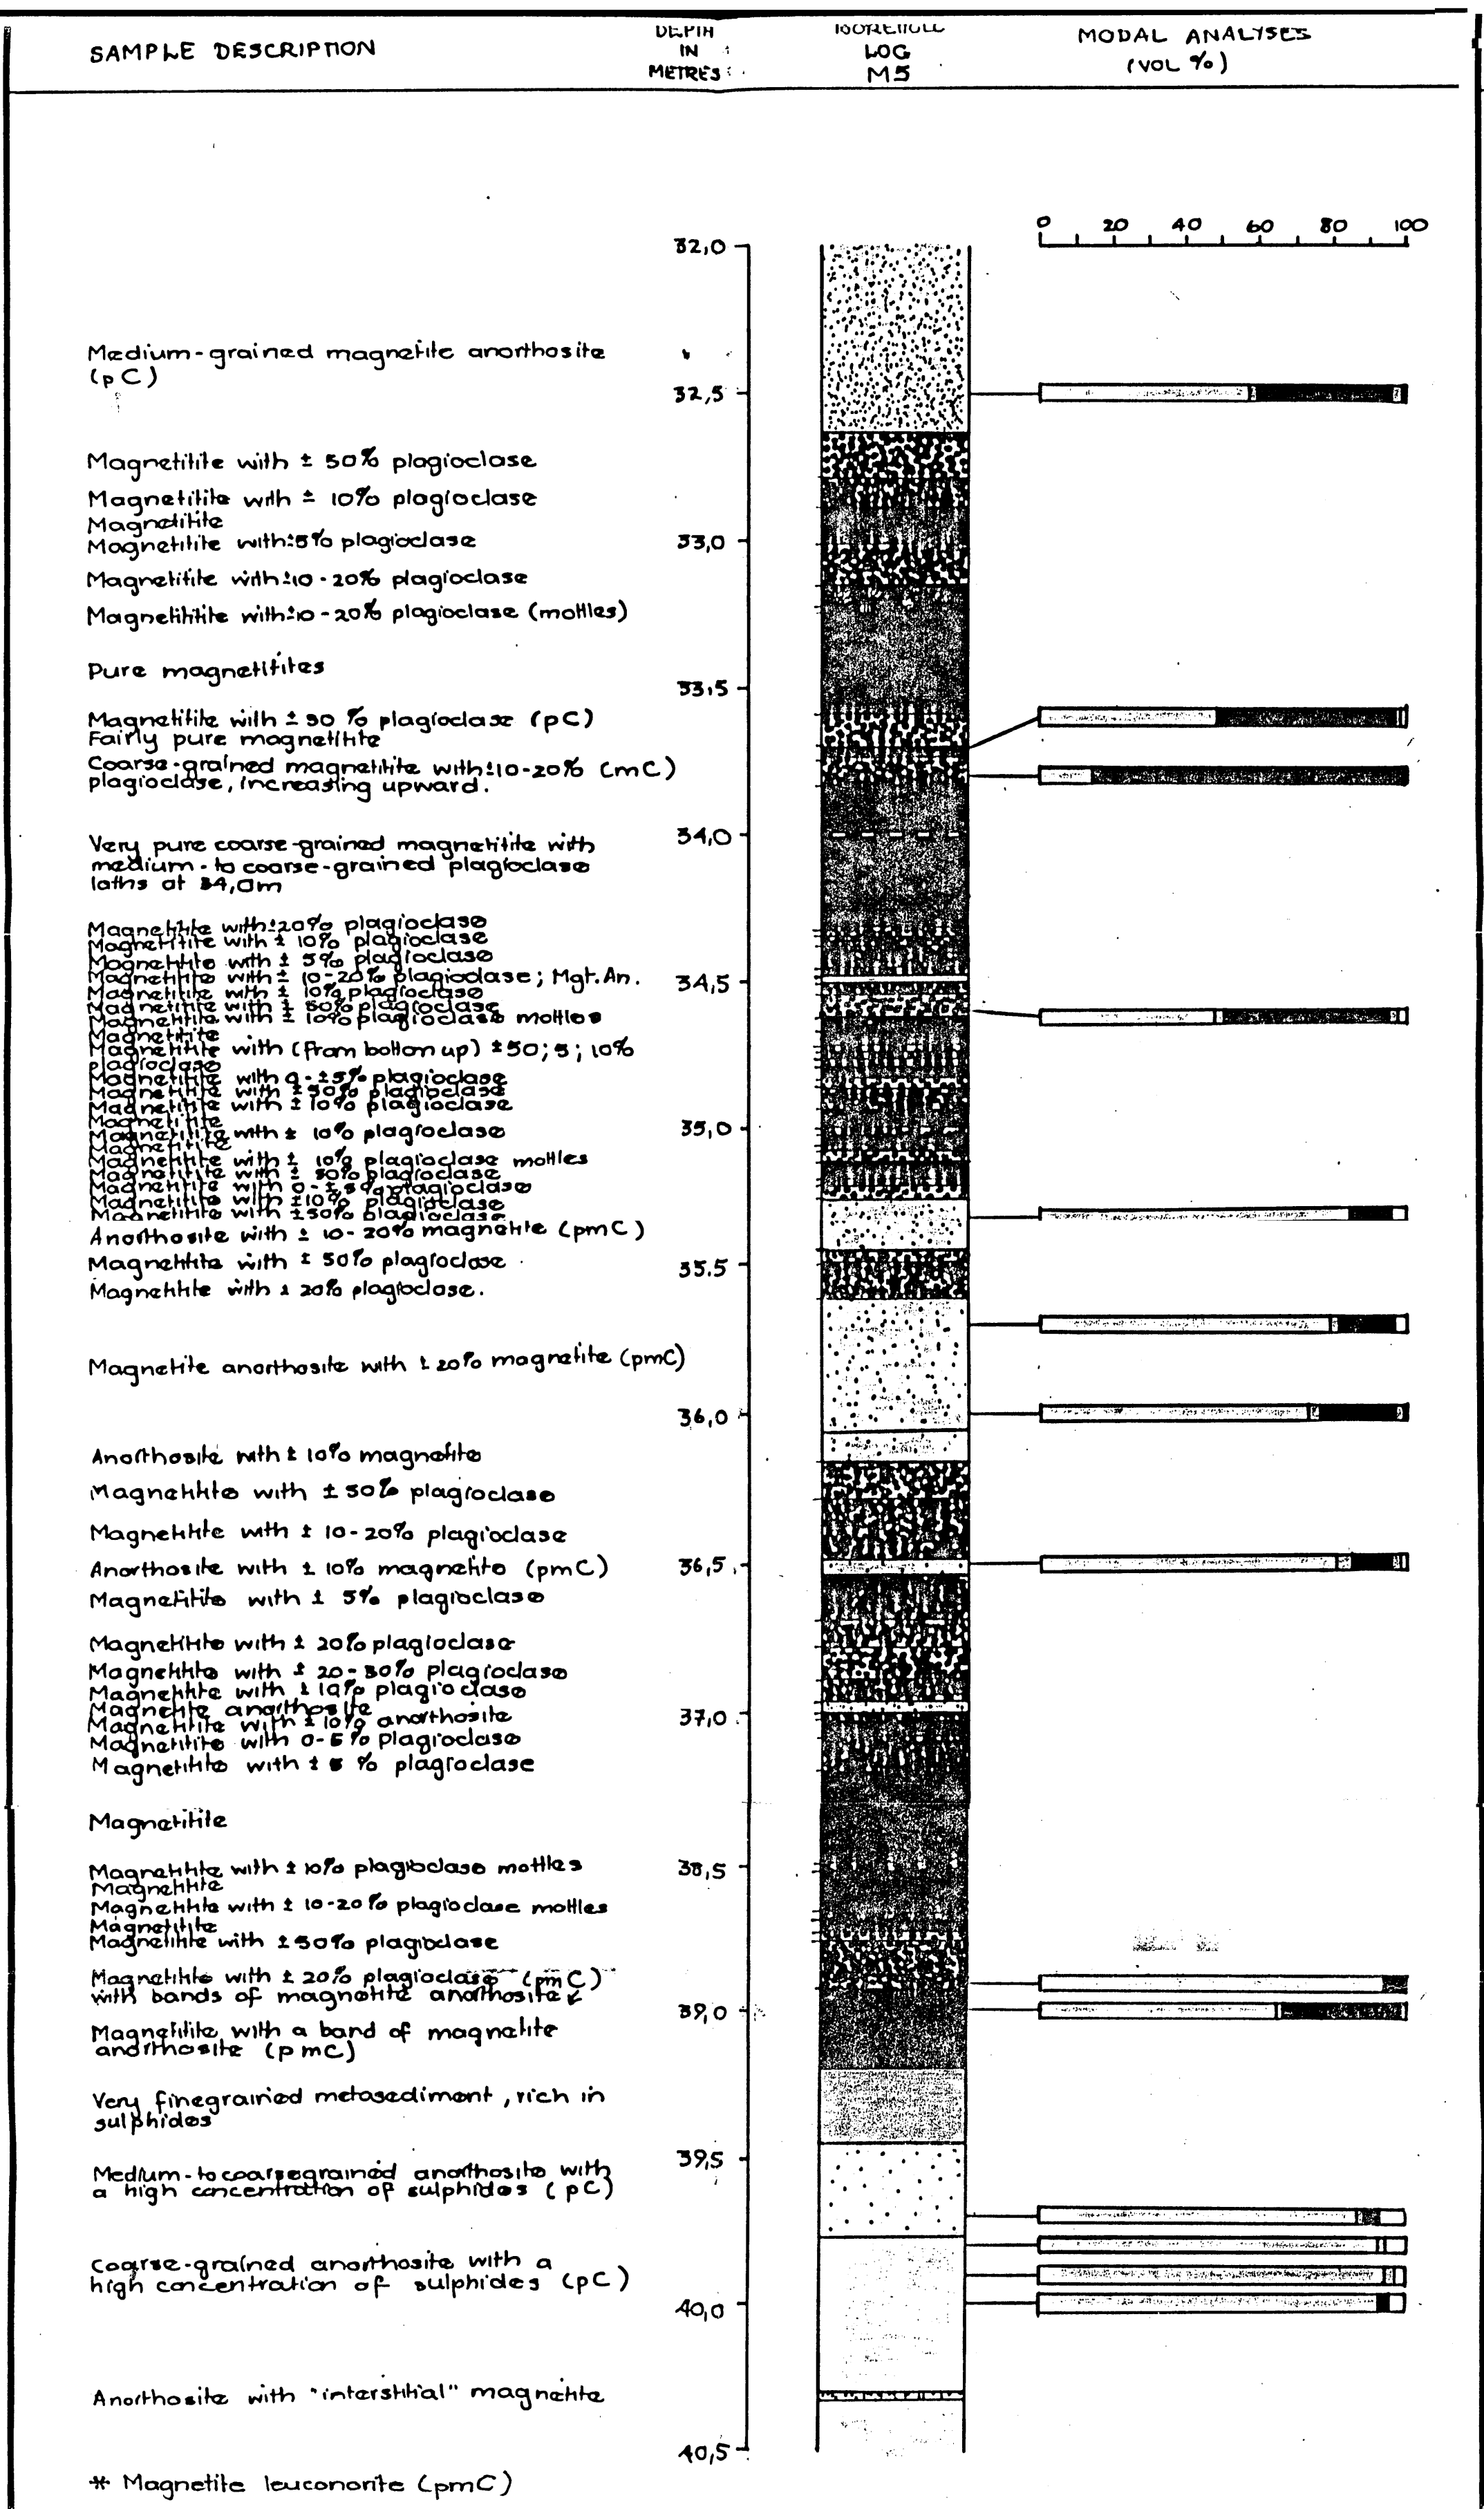 SAMPLE DESCRIPTION
DEPTH
IN
METRES
BOREHOLE
LOG
M5
MODAL ANALYSES
(VOL %)
0 20 40 60 80 100
32,0
Medium-grained magnetite anorthosite
(pC)
32,5
Magnetitite with ± 50% plagioclase
Magnetitite with ± 10% plagioclase
Magnetitite
Magnetitite with ±5% plagioclase
33,0
Magnetitite with ±10-20% plagioclase
Magnetitite with ±10-20% plagioclase (mottles)
Pure magnetitites
33.5
Magnetitite with ± 50 % plagioclase (pC)
Fairly pure magnetitite
Coarse-grained magnetitite with ±10-20% (mC)
plagioclase, increasing upward.
34,0
Very pure coarse-grained magnetitite with
medium-to coarse-grained plagioclase
laths at 34,0m
Magnetitite with ±20% plagioclase
Magnetitite with ± 10% plagioclase
Magnetitite with ± 5% plagioclase
Magnetitite with ± 10-20% plagioclase; Mgt. An.
34,5
Magnetitite with ± 10% plagioclase
Magnetitite with ± 50% plagioclase
Magnetitite with ± 10% plagioclase mottles
Magnetitite
Magnetitite with (from bottom up) ±50; 5; 10%
plagioclase
Magnetitite with 0-±5% plagioclase
Magnetitite with ±50% plagioclase
Magnetitite with ± 10% plagioclase
Magnetitite
Magnetitite with ± 10% plagioclase
35,0
Magnetitite
Magnetitite with ± 10% plagioclase mottles
Magnetitite with ± 50% plagioclase
Magnetitite with 0-±5% plagioclase
Magnetitite with ±10% plagioclase
Magnetitite with ±50% plagioclase
Anorthosite with ± 10-20% magnetite (pmC)
Magnetitite with ± 50% plagioclase
35.5
Magnetitite with ± 20% plagioclase.
Magnetite anorthosite with ± 20% magnetite (pmC)
36,0
Anorthosite with ± 10% magnetite
Magnetitite with ± 50% plagioclase
Magnetitite with ± 10-20% plagioclase
Anorthosite with ± 10% magnetite (pmC)
36,5
Magnetitite with ± 5% plagioclase
Magnetitite with ± 20% plagioclase
Magnetitite with ± 20-30% plagioclase
Magnetitite with ± 10% plagioclase
Magnetite anorthosite
Magnetitite with ± 10% anorthosite
37,0
Magnetitite with 0-5% plagioclase
Magnetitite with ± 5 % plagioclase
Magnetitite
Magnetitite with ± 10% plagioclase mottles
38,5
Magnetitite
Magnetitite with ± 10-20% plagioclase mottles
Magnetitite
Magnetitite with ± 50% plagioclase
Magnetitite with ± 20% plagioclase (pmC)
with bands of magnetite anorthosite
39,0
Magnetitite with a band of magnetite
anorthosite (pmC)
Very finegrained metasediment, rich in
sulphides
39,5
Medium-to coarsegrained anorthosite with
a high concentration of sulphides (pC)
Coarse-grained anorthosite with a
high concentration of sulphides (pC)
40,0
Anorthosite with "interstitial" magnetite
40,5
* Magnetite leuconorite (pmC)